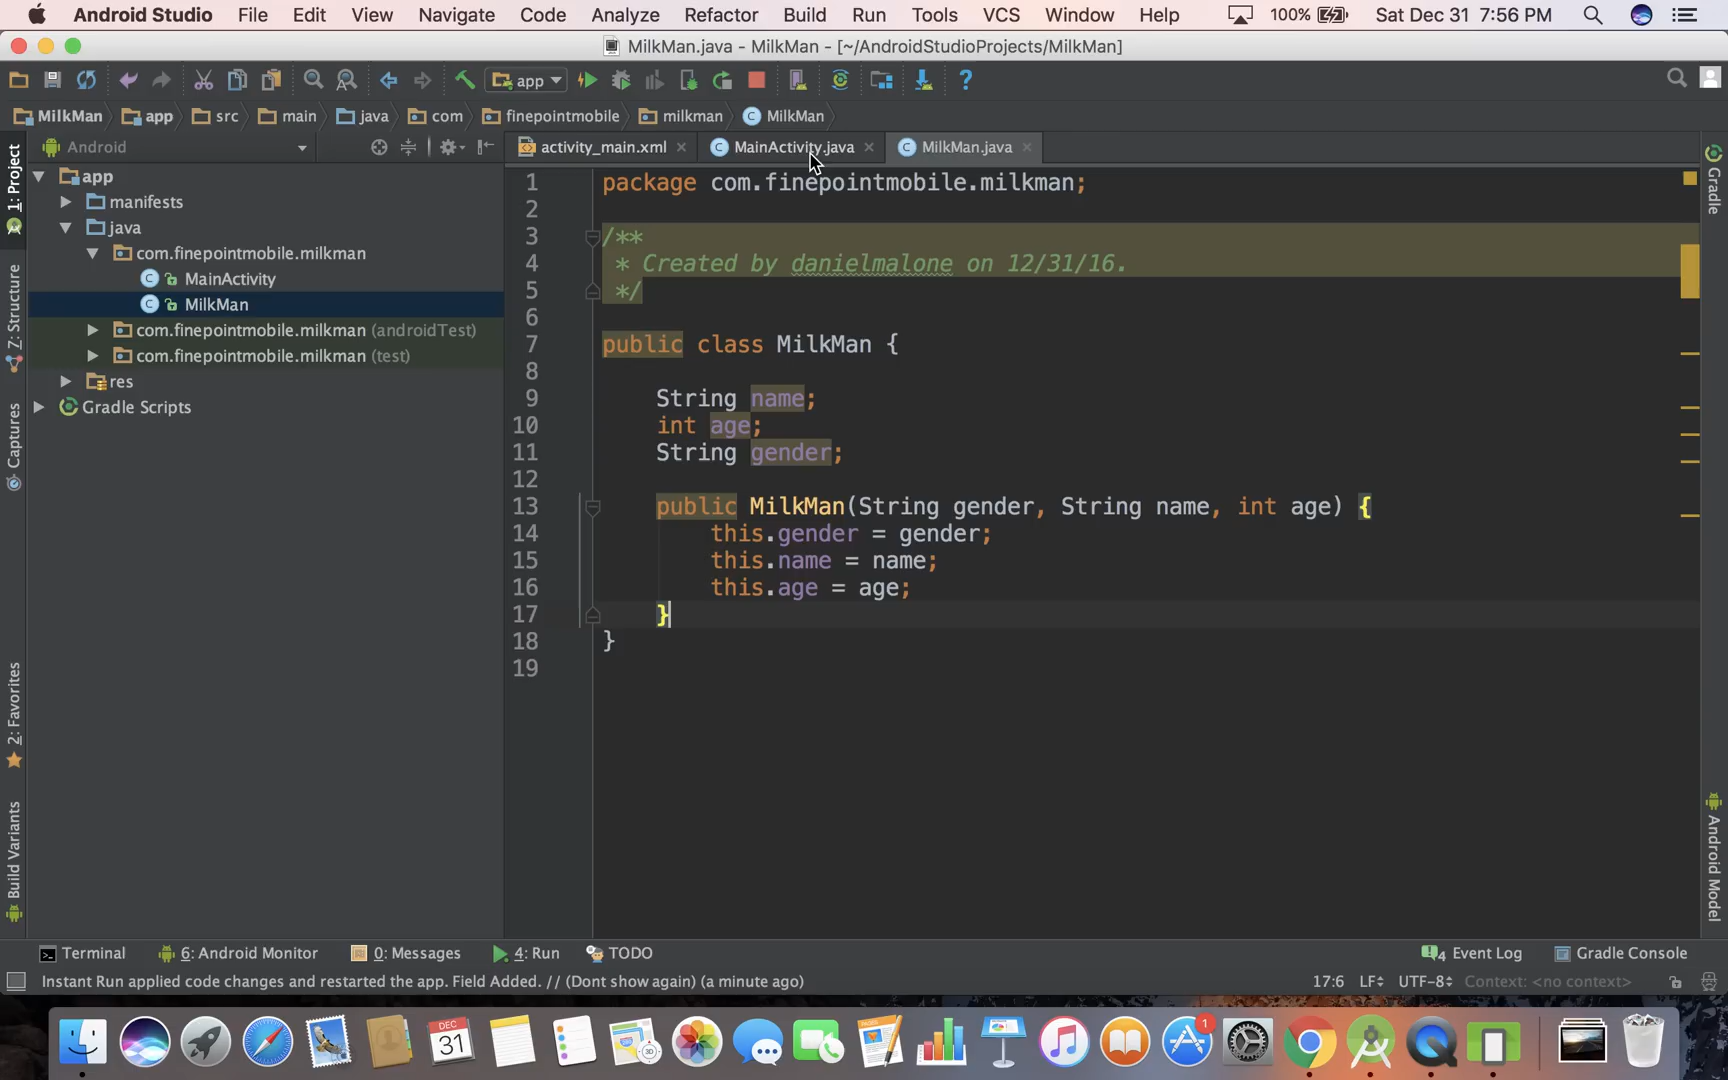 Android Studio File Edit View Navigate Code Analyze Refactor Build Run Tools VCS Window Help 100% Sat Dec 31 7:56 PM
MilkMan.java - MilkMan - [~/AndroidStudioProjects/MilkMan]
app
MilkMan app src main java com finepointmobile milkman MilkMan
Android
activity_main.xml MainActivity.java MilkMan.java
1: Project
Z: Structure
Captures
2: Favorites
Build Variants
app
manifests
java
com.finepointmobile.milkman
MainActivity
MilkMan
com.finepointmobile.milkman (androidTest)
com.finepointmobile.milkman (test)
res
Gradle Scripts
1 package com.finepointmobile.milkman;
2
3 /**
4 * Created by danielmalone on 12/31/16.
5 */
6
7 public class MilkMan {
8
9 String name;
10 int age;
11 String gender;
12
13 public MilkMan(String gender, String name, int age) {
14 this.gender = gender;
15 this.name = name;
16 this.age = age;
17 }
18 }
19
Gradle
Android Model
Terminal 6: Android Monitor 0: Messages 4: Run TODO 4 Event Log Gradle Console
Instant Run applied code changes and restarted the app. Field Added. // (Dont show again) (a minute ago) 17:6 LF UTF-8 Context: <no context>
DEC
31
3D
1